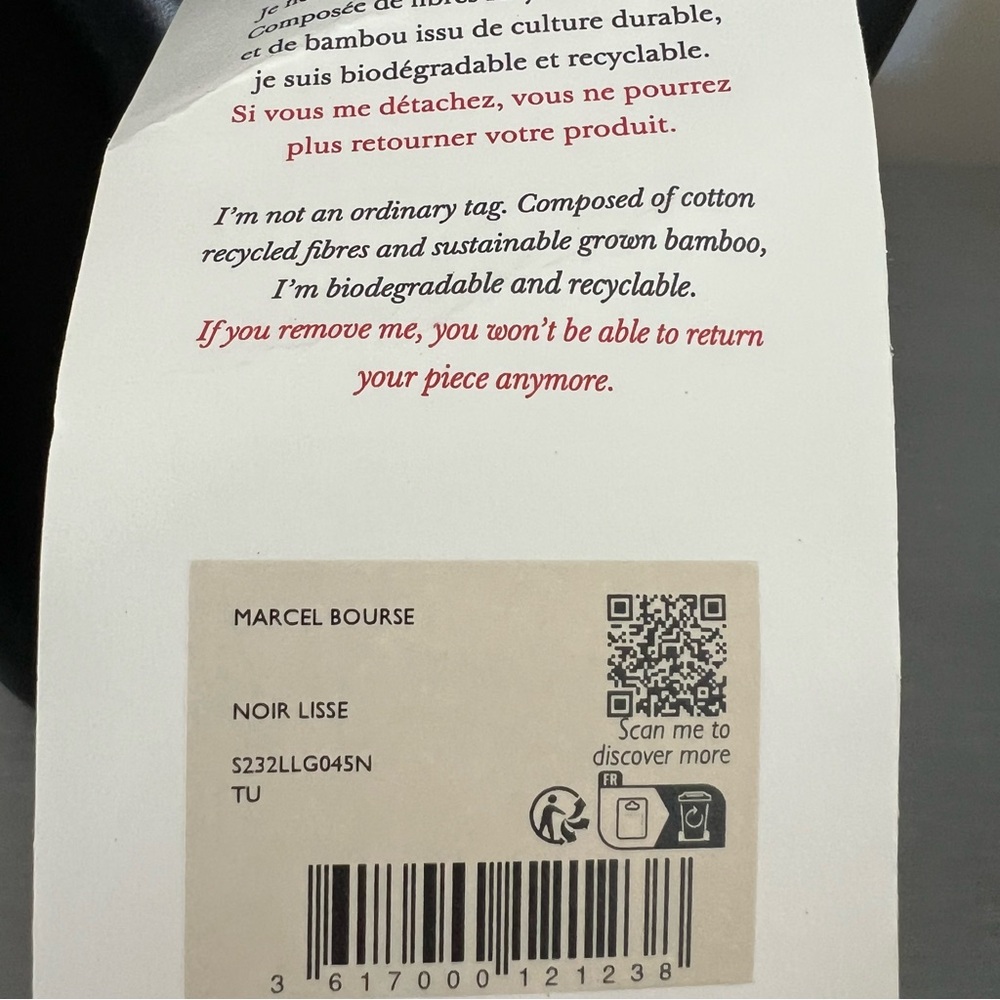 Je
Composée de
et de bambou issu de culture durable,
je suis biodégradable et recyclable.
Si vous me détachez, vous ne pourrez
plus retourner votre produit.
I'm not an ordinary tag. Composed of cotton
recycled fibres and sustainable grown bamboo,
I'm biodegradable and recyclable.
If you remove me, you won't be able to return
your piece anymore.
MARCEL BOURSE
NOIR LISSE
S232LLG045N
TU
Scan me to
discover more
FR
3 617000 121238